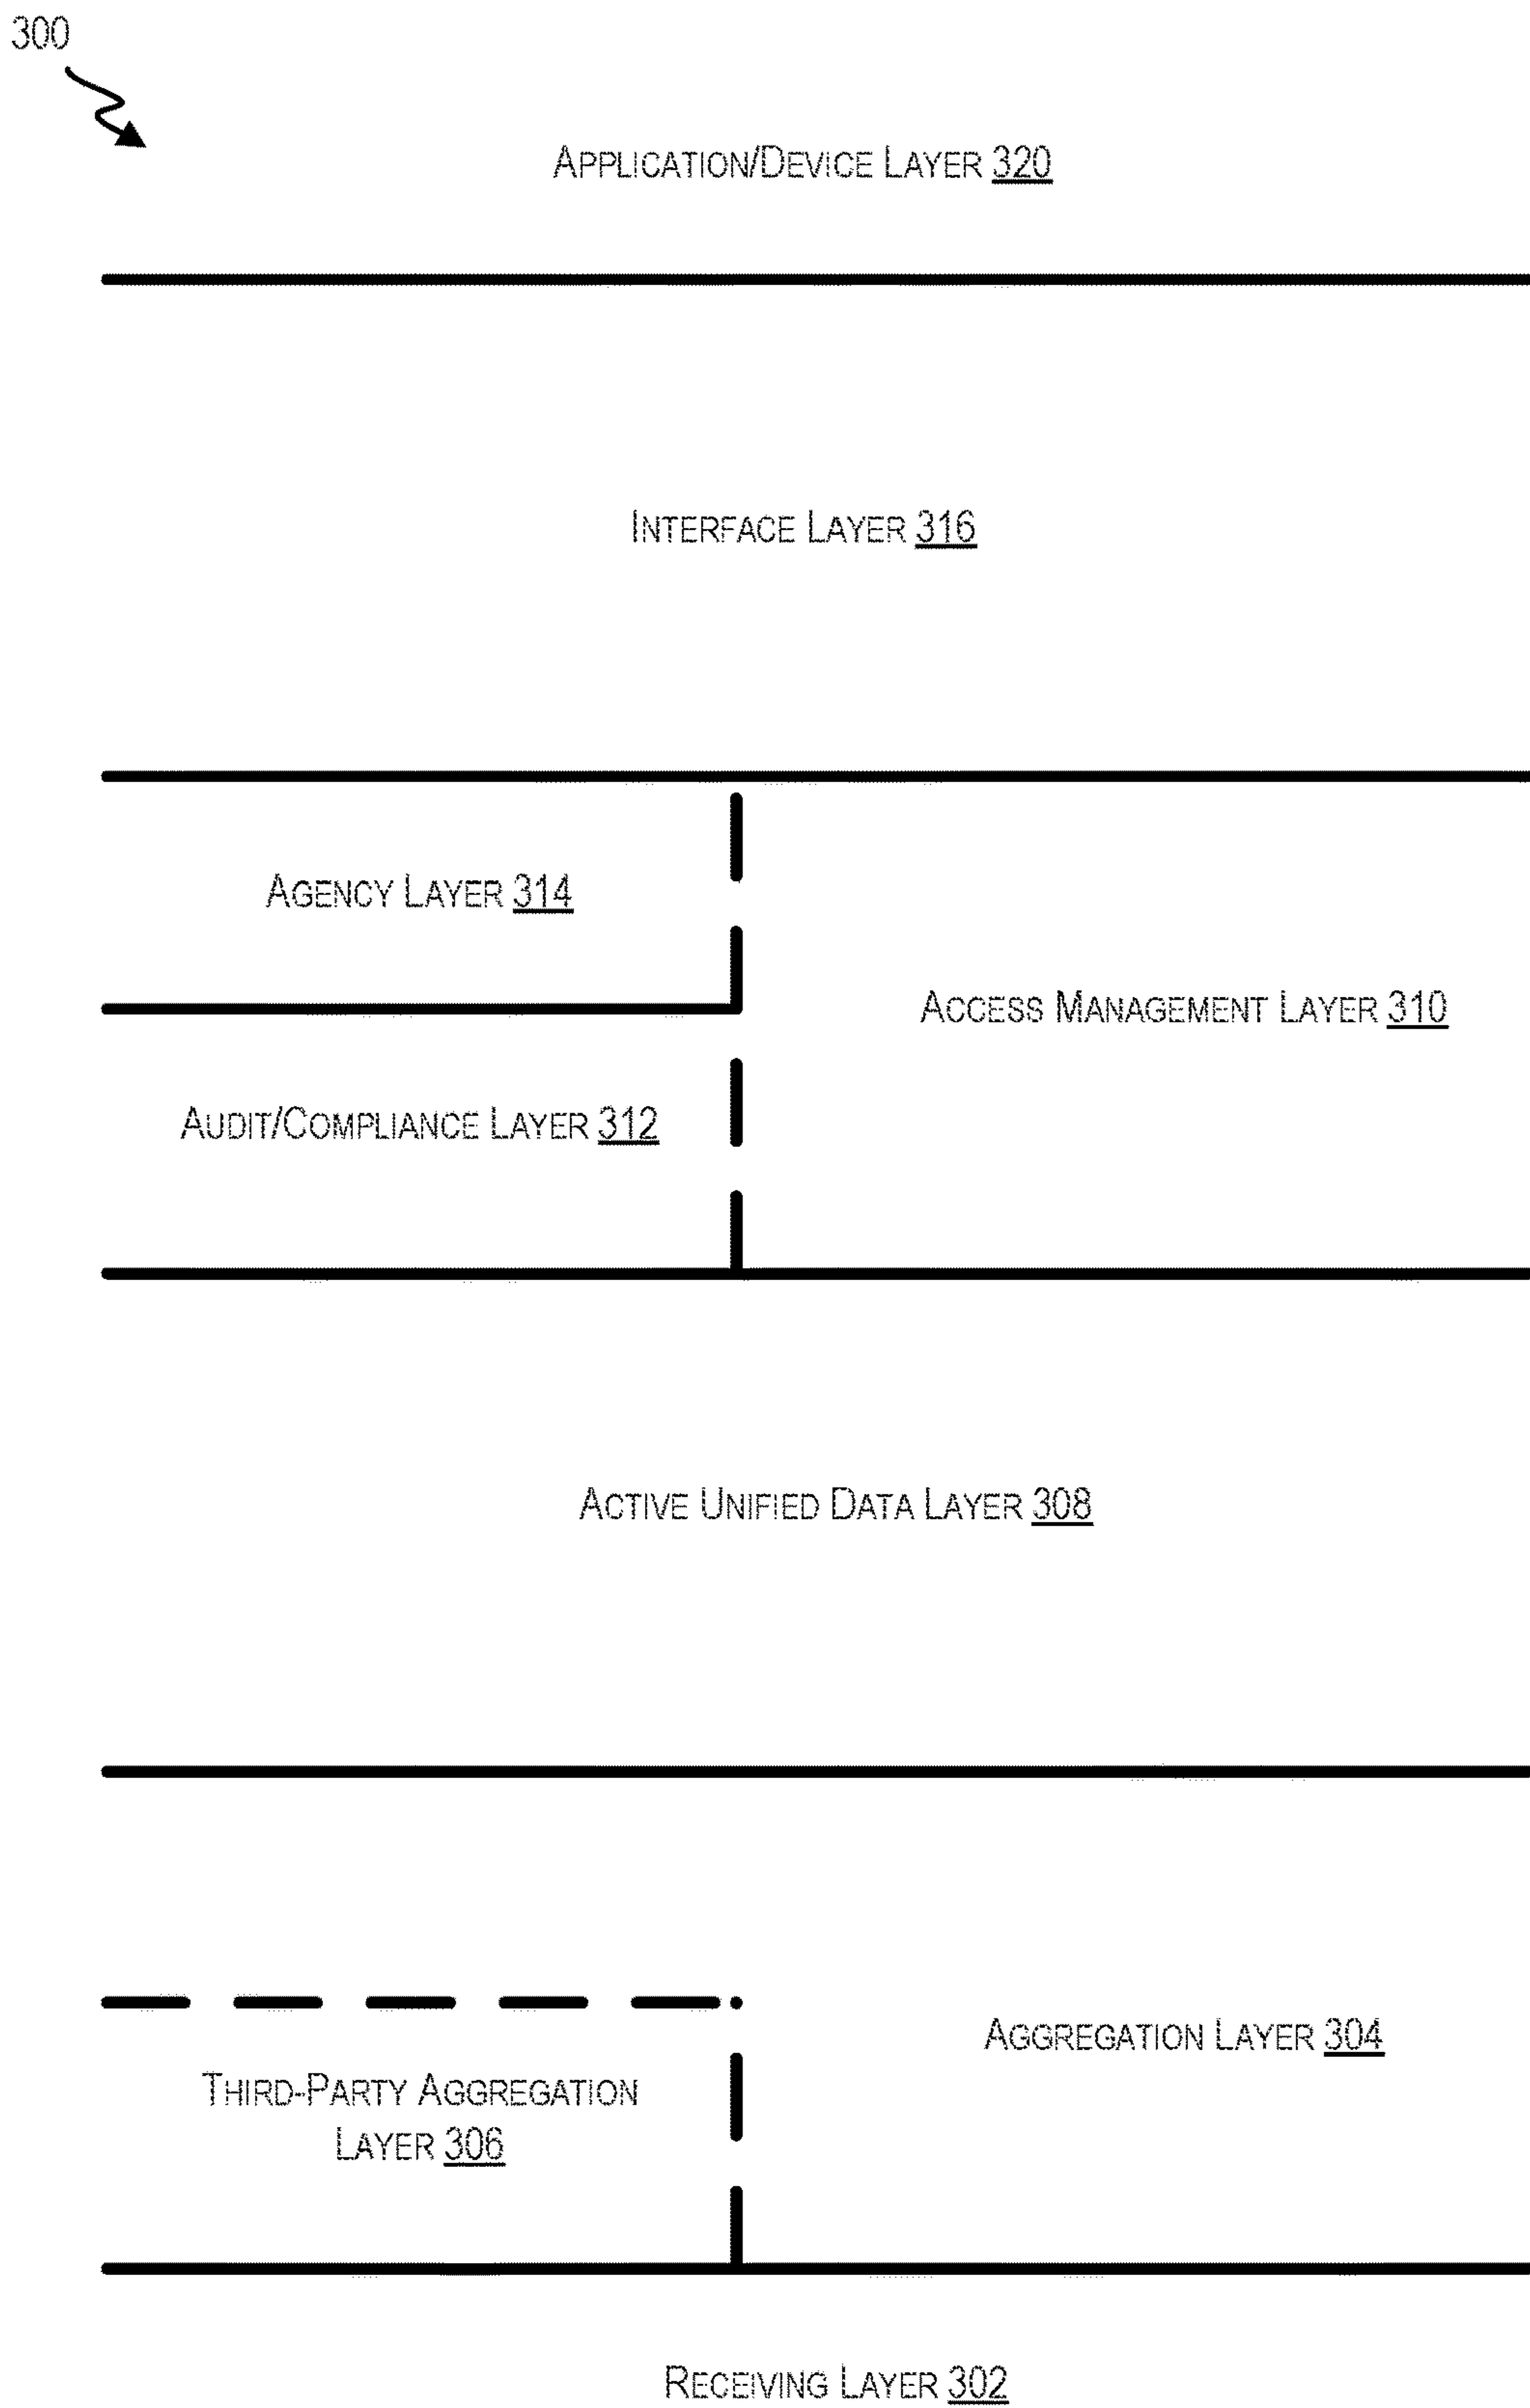 300
APPLICATION/DEVICE LAYER 320
INTERFACE LAYER 316
AGENCY LAYER 314
ACCESS MANAGEMENT LAYER 310
AUDIT/COMPLIANCE LAYER 312
ACTIVE UNIFIED DATA LAYER 308
AGGREGATION LAYER 304
THIRD-PARTY AGGREGATION
LAYER 306
RECEIVING LAYER 302